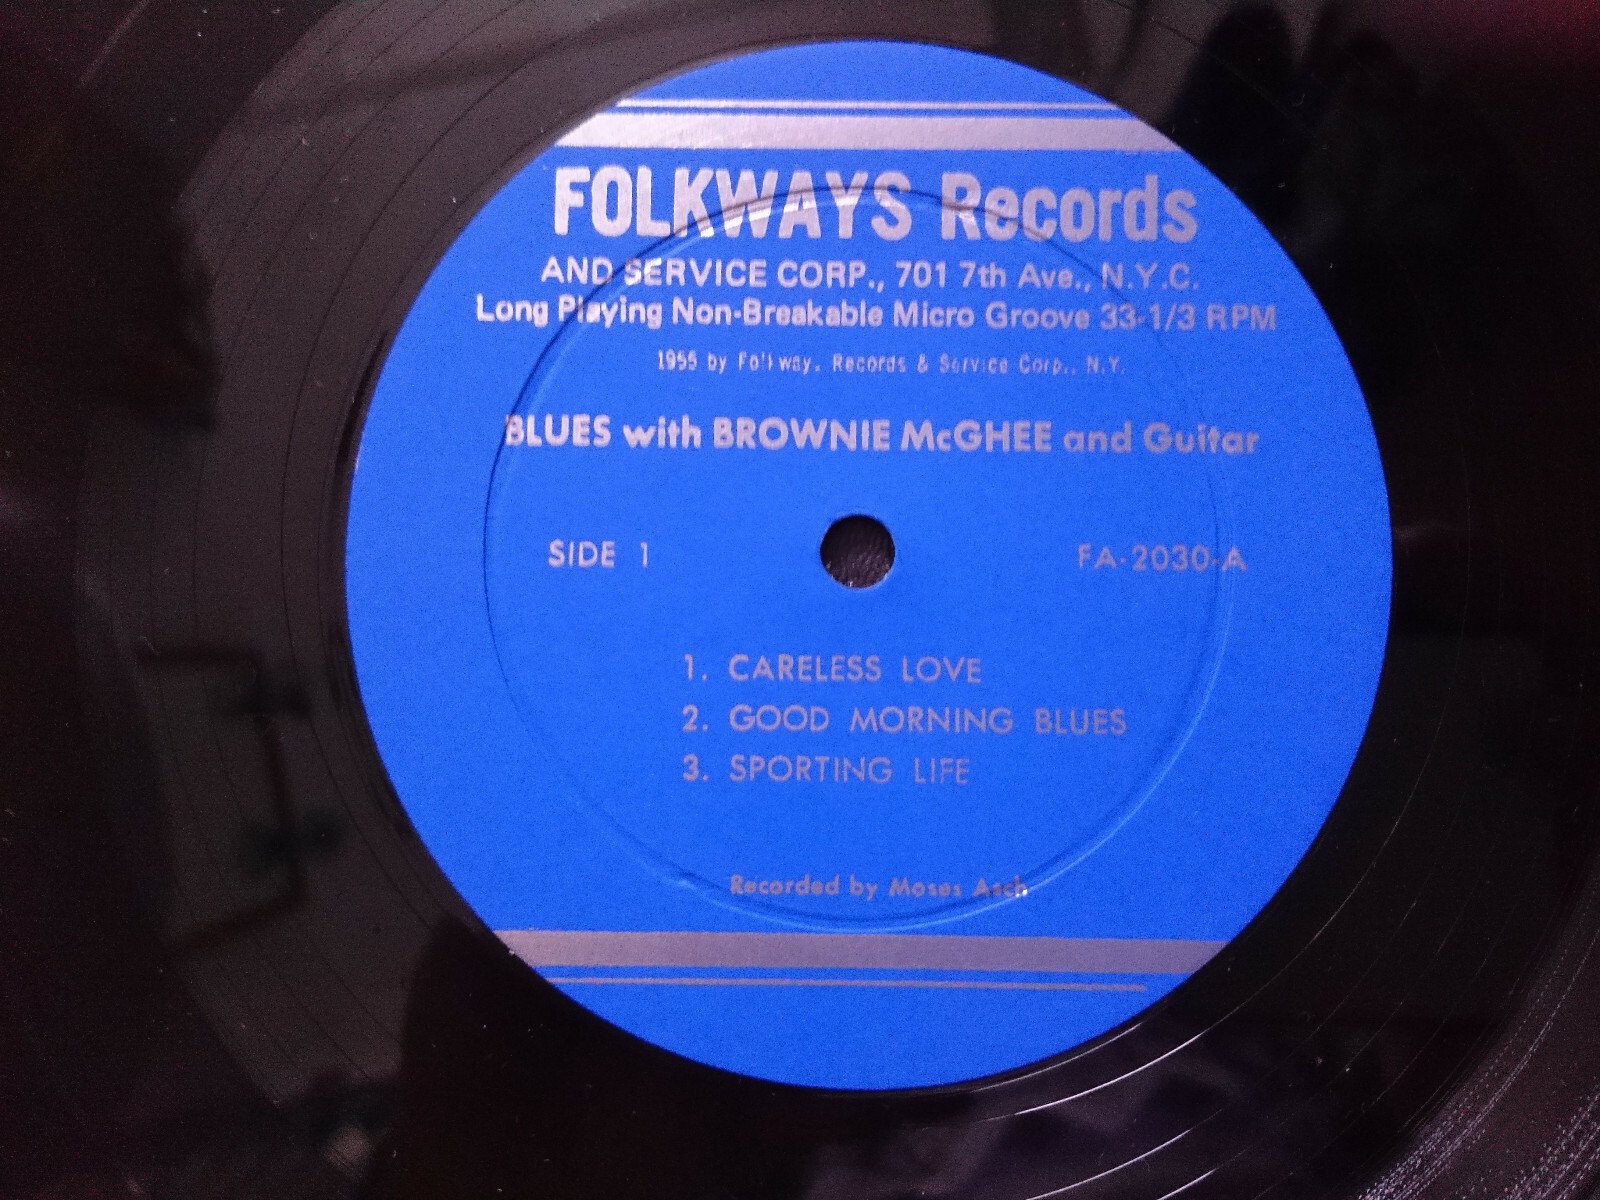 FOLKWAYS Records
AND SERVICE CORP., 701 7th Ave., N.Y.C.
Long Playing Non-Breakable Micro Groove 33-1/3 RPM
1955 by Folkways Records & Service Corp., N.Y.
BLUES with BROWNIE McGHEE and Guitar
SIDE 1
FA-2030-A
1. CARELESS LOVE
2. GOOD MORNING BLUES
3. SPORTING LIFE
Recorded by Moses Asch